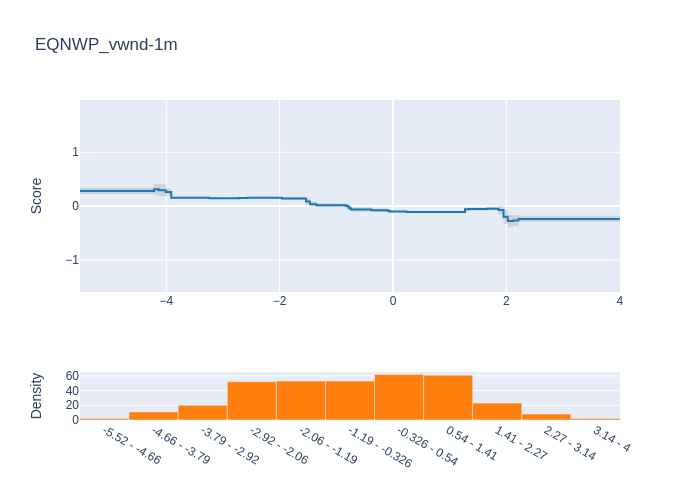 EQNWP_vwnd-1m
Score
1
0
−1
−4
−2
0
2
4
Density
60
40
20
0
-5.52 - -4.66
-4.66 - -3.79
-3.79 - -2.92
-2.92 - -2.06
-2.06 - -1.19
-1.19 - -0.326
-0.326 - 0.54
0.54 - 1.41
1.41 - 2.27
2.27 - 3.14
3.14 - 4